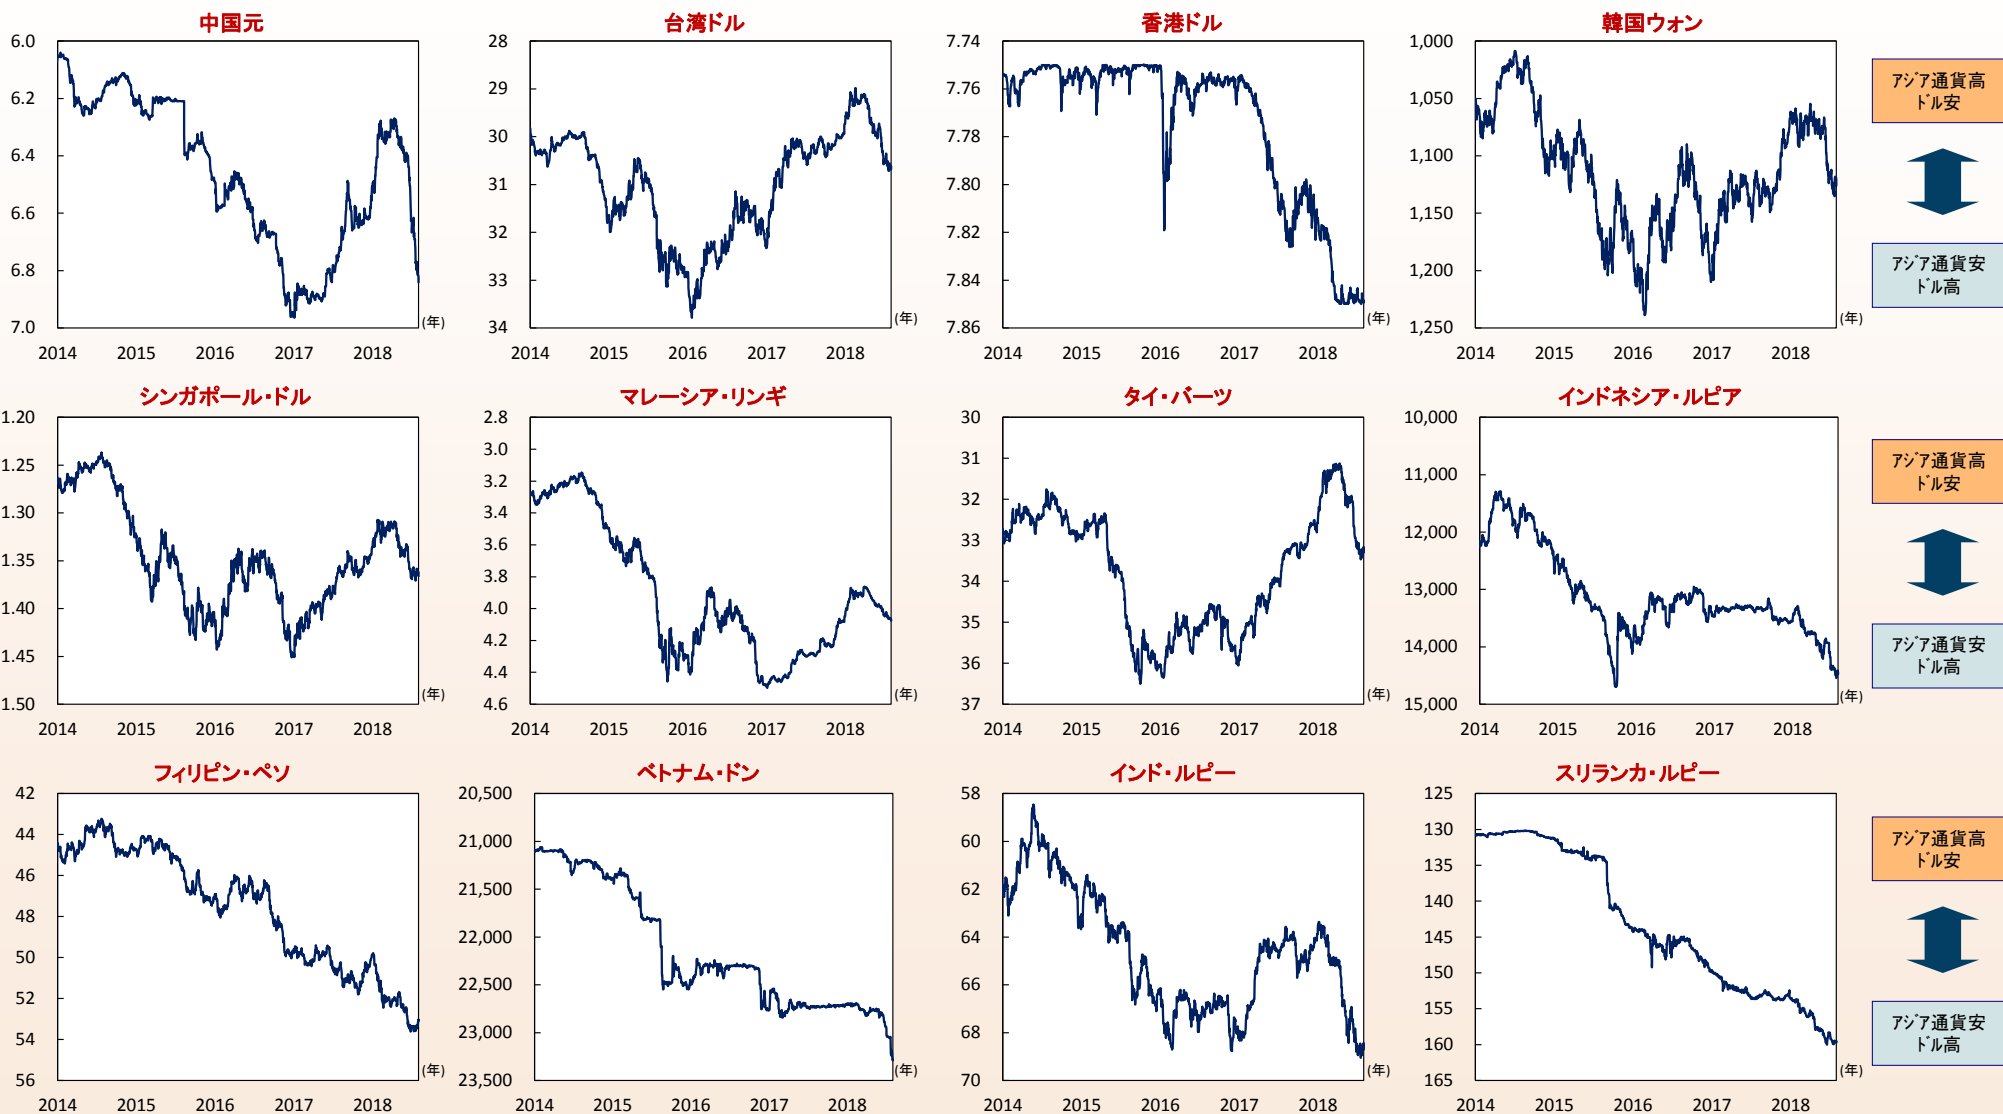 中国元
台湾ドル
香港ドル
韓国ウォン
6.0
6.2
6.4
6.6
6.8
7.0
2014 2015 2016 2017 2018
(年)
28
29
30
31
32
33
34
2014 2015 2016 2017 2018
(年)
7.74
7.76
7.78
7.80
7.82
7.84
7.86
2014 2015 2016 2017 2018
(年)
1,000
1,050
1,100
1,150
1,200
1,250
2014 2015 2016 2017 2018
(年)
アジア通貨高
ドル安
アジア通貨安
ドル高
シンガポール・ドル
マレーシア・リンギ
タイ・バーツ
インドネシア・ルピア
1.20
1.25
1.30
1.35
1.40
1.45
1.50
2014 2015 2016 2017 2018
(年)
2.8
3.0
3.2
3.4
3.6
3.8
4.0
4.2
4.4
4.6
2014 2015 2016 2017 2018
(年)
30
31
32
33
34
35
36
37
2014 2015 2016 2017 2018
(年)
10,000
11,000
12,000
13,000
14,000
15,000
2014 2015 2016 2017 2018
(年)
アジア通貨高
ドル安
アジア通貨安
ドル高
フィリピン・ペソ
ベトナム・ドン
インド・ルピー
スリランカ・ルピー
42
44
46
48
50
52
54
56
2014 2015 2016 2017 2018
(年)
20,500
21,000
21,500
22,000
22,500
23,000
23,500
2014 2015 2016 2017 2018
(年)
58
60
62
64
66
68
70
2014 2015 2016 2017 2018
(年)
125
130
135
140
145
150
155
160
165
2014 2015 2016 2017 2018
(年)
アジア通貨高
ドル安
アジア通貨安
ドル高